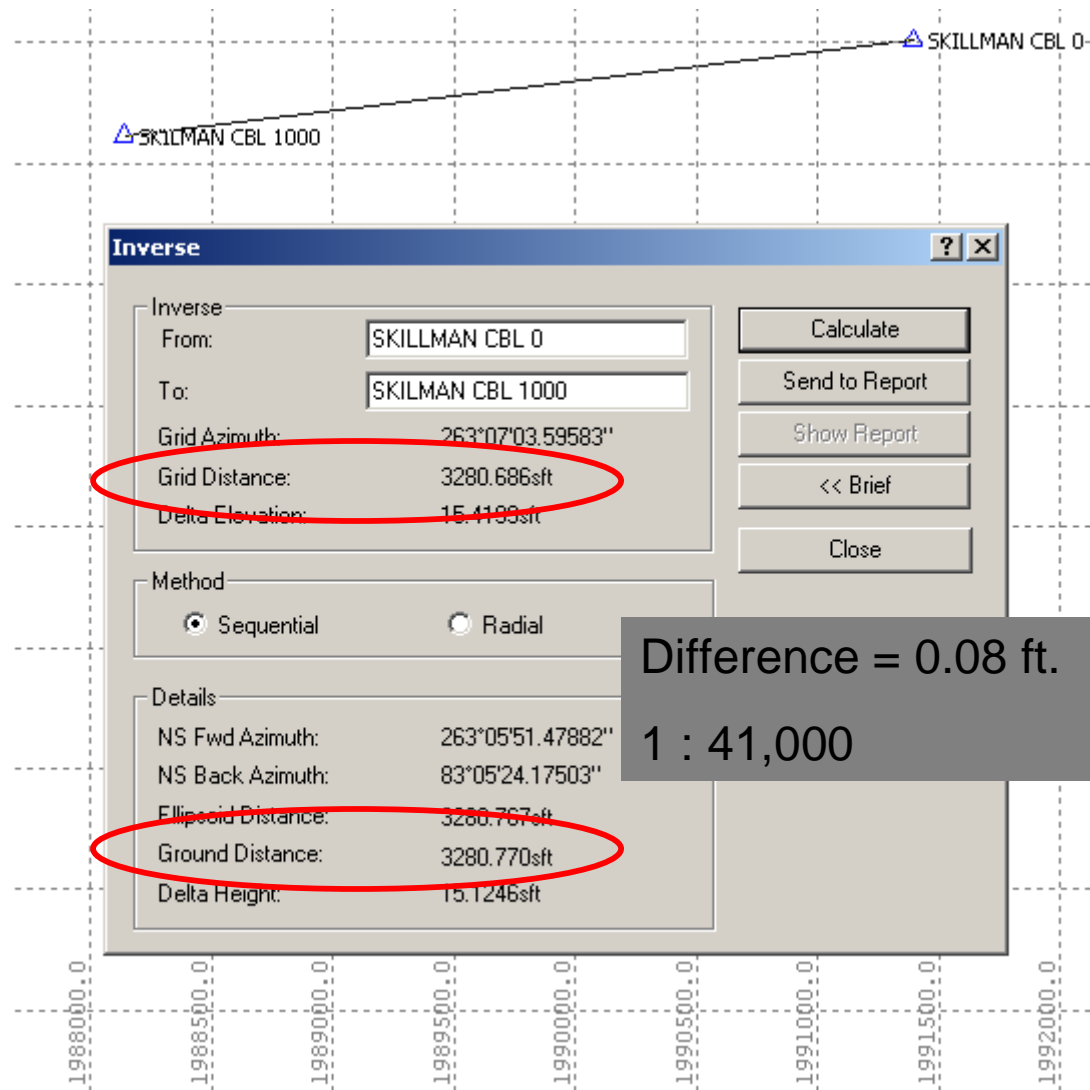 SKILLMAN CBL 0
SKILMAN CBL 1000
Inverse
Inverse
From: SKILLMAN CBL 0
To: SKILMAN CBL 1000
Grid Azimuth: 263°07'03.59583"
Grid Distance: 3280.686sft
Delta Elevation: 15.4193sft
Calculate
Send to Report
Show Report
<< Brief
Close
Method
Sequential Radial
Difference = 0.08 ft.
1 : 41,000
Details
NS Fwd Azimuth: 263°05'51.47882"
NS Back Azimuth: 83°05'24.17503"
Ellipsoid Distance: 3280.767sft
Ground Distance: 3280.770sft
Delta Height: 15.1246sft
1988000.0
1988500.0
1989000.0
1989500.0
1990000.0
1990500.0
1991000.0
1991500.0
1992000.0